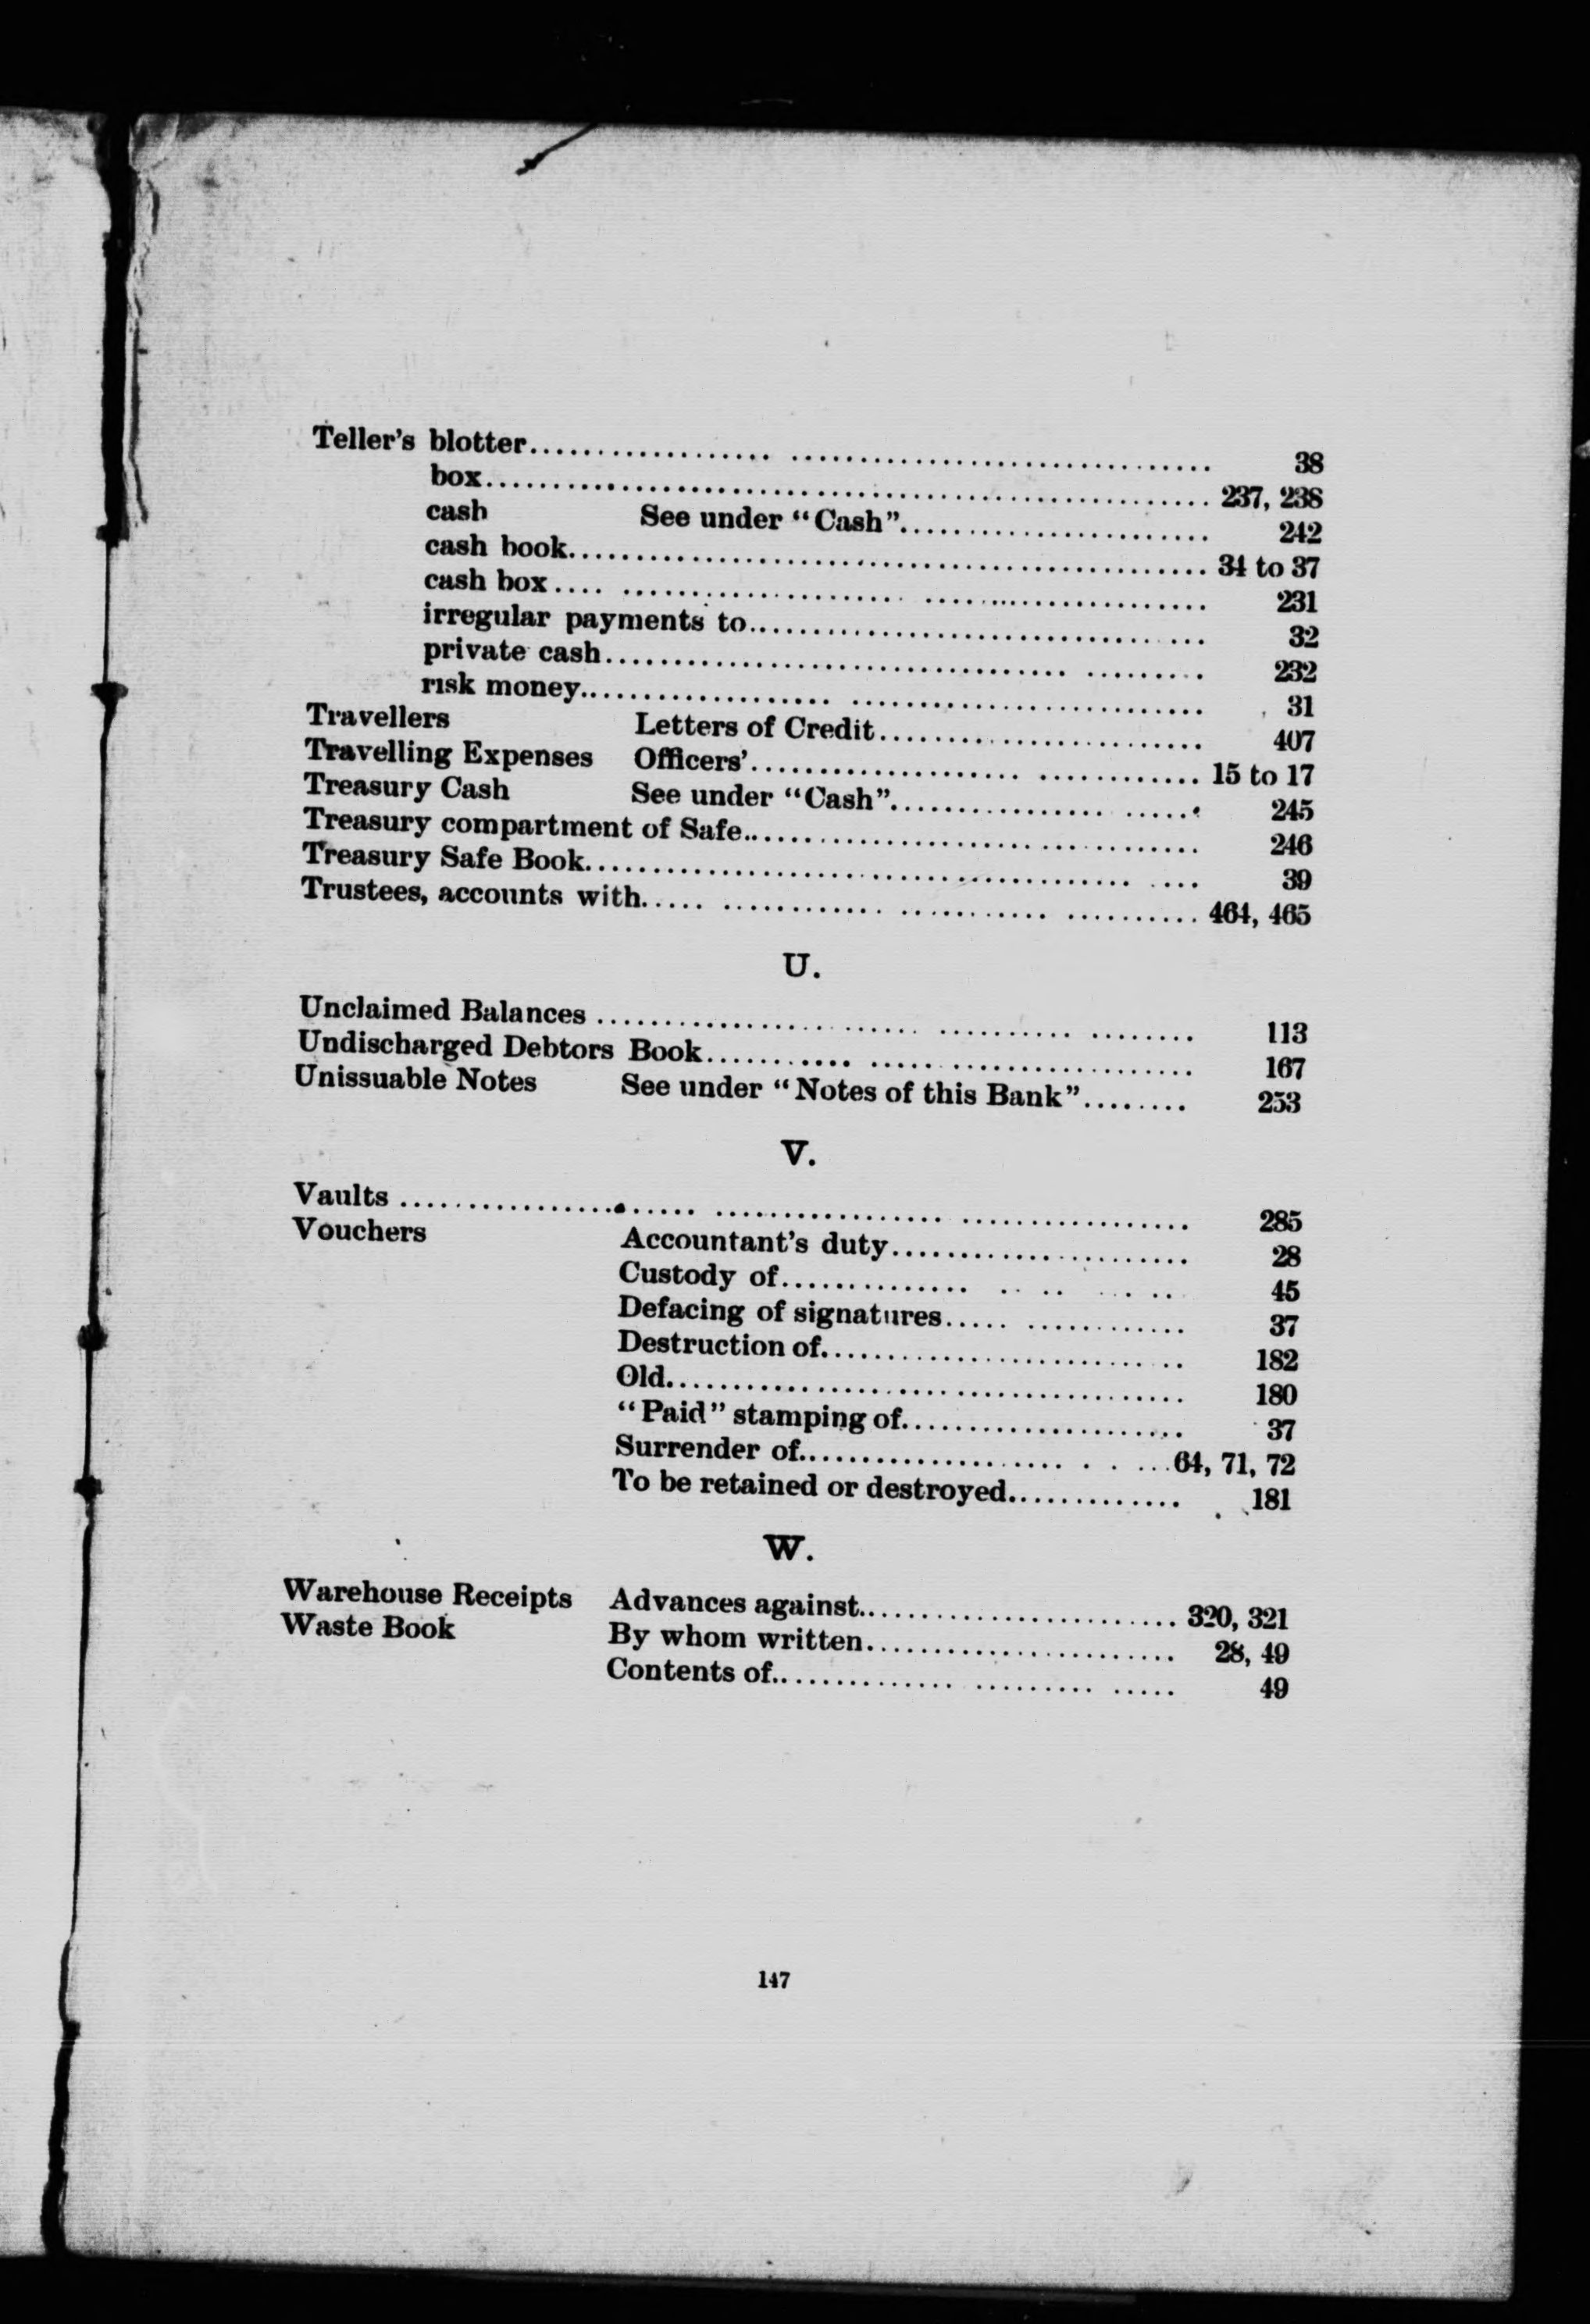 Teller's blotter........................................ 38
box........................................ 237, 238
cash See under "Cash"........................................ 242
cash book........................................ 34 to 37
cash box........................................ 231
irregular payments to........................................ 32
private cash........................................ 232
risk money........................................ 31
Travellers Letters of Credit........................................ 407
Travelling Expenses Officers'........................................ 15 to 17
Treasury Cash See under "Cash"........................................ 245
Treasury compartment of Safe........................................ 246
Treasury Safe Book........................................ 39
Trustees, accounts with........................................ 464, 465
U.
Unclaimed Balances ........................................ 113
Undischarged Debtors Book........................................ 167
Unissuable Notes See under "Notes of this Bank"........ 253
V.
Vaults ........................................ 285
Vouchers Accountant's duty........................................ 28
Custody of........................................ 45
Defacing of signatures........................................ 37
Destruction of........................................ 182
Old........................................ 180
"Paid" stamping of........................................ 37
Surrender of........................................ 64, 71, 72
To be retained or destroyed............. 181
W.
Warehouse Receipts Advances against........................................ 320, 321
Waste Book By whom written........................................ 28, 49
Contents of........................................ 49
147